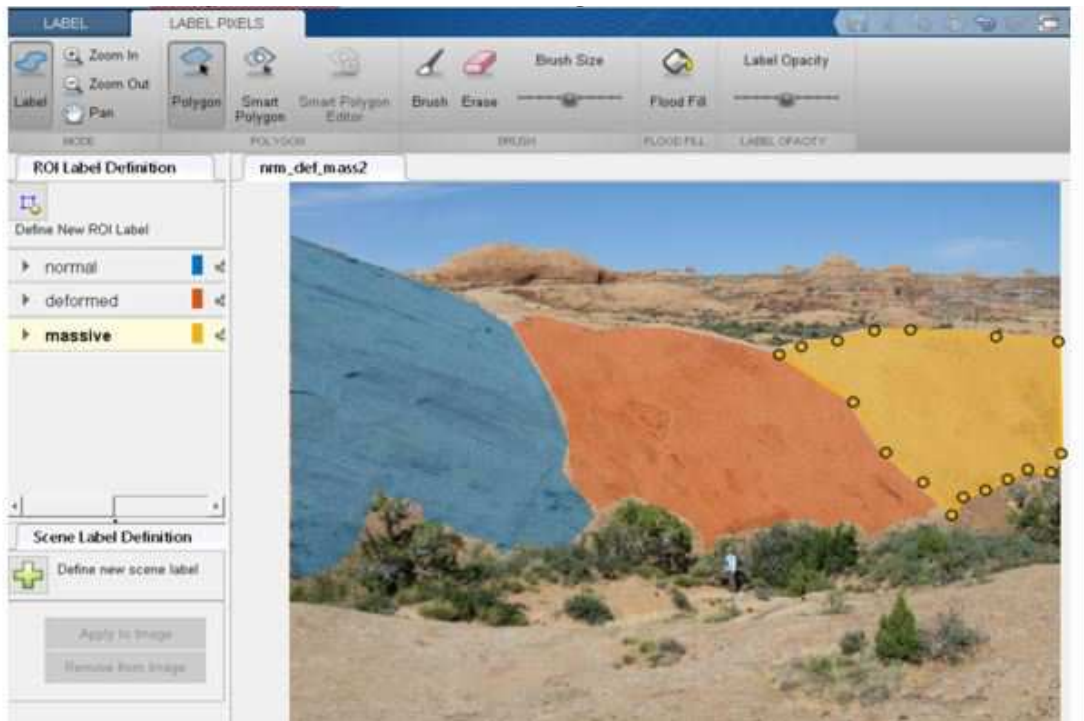 LABEL
LABEL PIXELS
Label
Zoom In
Zoom Out
Pan
Polygon
Smart Polygon
Smart Polygon Editor
Brush
Erase
Brush Size
Flood Fill
Label Opacity
MODE
POLYGON
BRUSH
FLOOD FILL
LABEL OPACITY
ROI Label Definition
nrm_def_mass2
Define New ROI Label
normal
deformed
massive
Scene Label Definition
Define new scene label
Apply to Image
Remove from Image